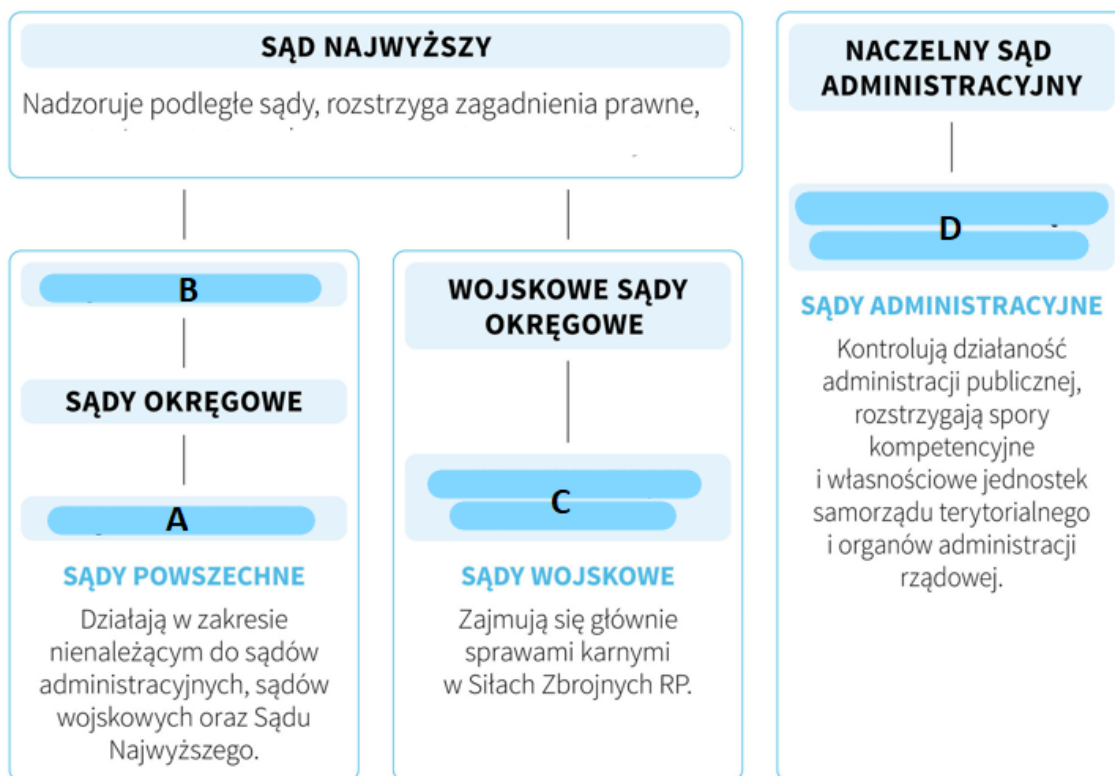 SĄD NAJWYŻSZY
Nadzoruje podległe sądy, rozstrzyga zagadnienia prawne,
B
SĄDY OKRĘGOWE
A
SĄDY POWSZECHNE
Działają w zakresie
nienależącym do sądów
administracyjnych, sądów
wojskowych oraz Sądu
Najwyższego.
WOJSKOWE SĄDY
OKRĘGOWE
C
SĄDY WOJSKOWE
Zajmują się głównie
sprawami karnymi
w Siłach Zbrojnych RP.
NACZELNY SĄD
ADMINISTRACYJNY
D
SĄDY ADMINISTRACYJNE
Kontrolują działaność
administracji publicznej,
rozstrzygają spory
kompetencyjne
i własnościowe jednostek
samorządu terytorialnego
i organów administracji
rządowej.